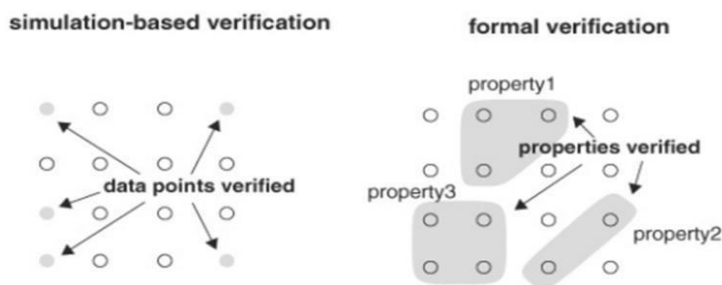 simulation-based verification
formal verification
property1
properties verified
data points verified
property3
property2